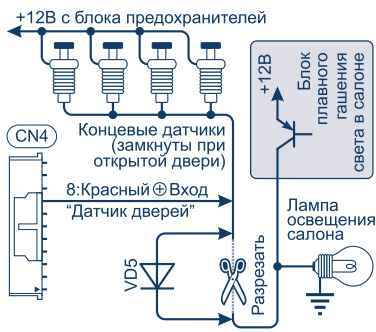 +12В с блока предохранителей
+12В
Блок
плавного
гашения
света в салоне
Концевые датчики
(замкнуты при
открытой двери)
CN4
8:Красный ⊕ Вход
“Датчик дверей”
Лампа
освещения
салона
VD5
Разрезать